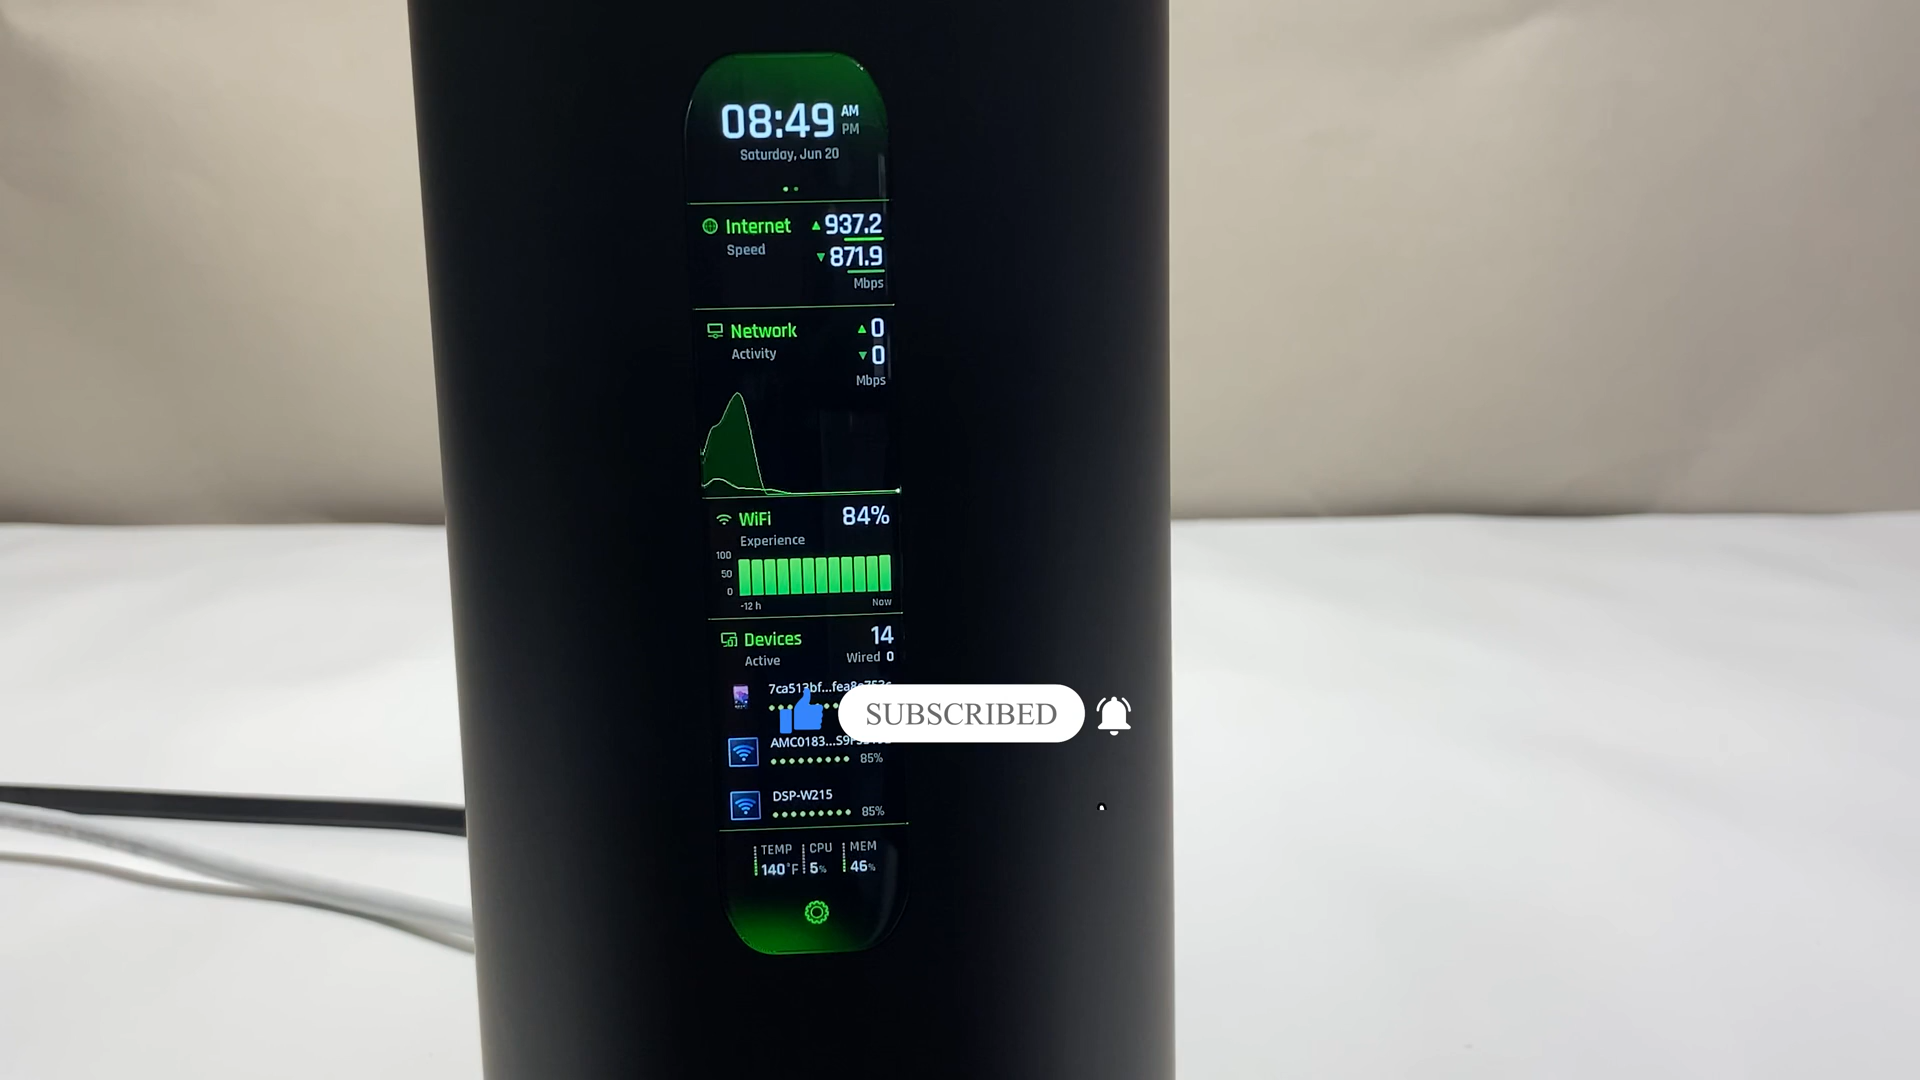 08:49 AM
PM
Saturday, Jun 20
Internet 937.2
Speed 871.9
Mbps
Network 0
Activity 0
Mbps
WiFi 84%
Experience
100
50
0
-12 h Now
Devices 14
Active Wired 0
SUBSCRIBED
85%
DSP-W215
85%
TEMP CPU MEM
140°F 5% 46%